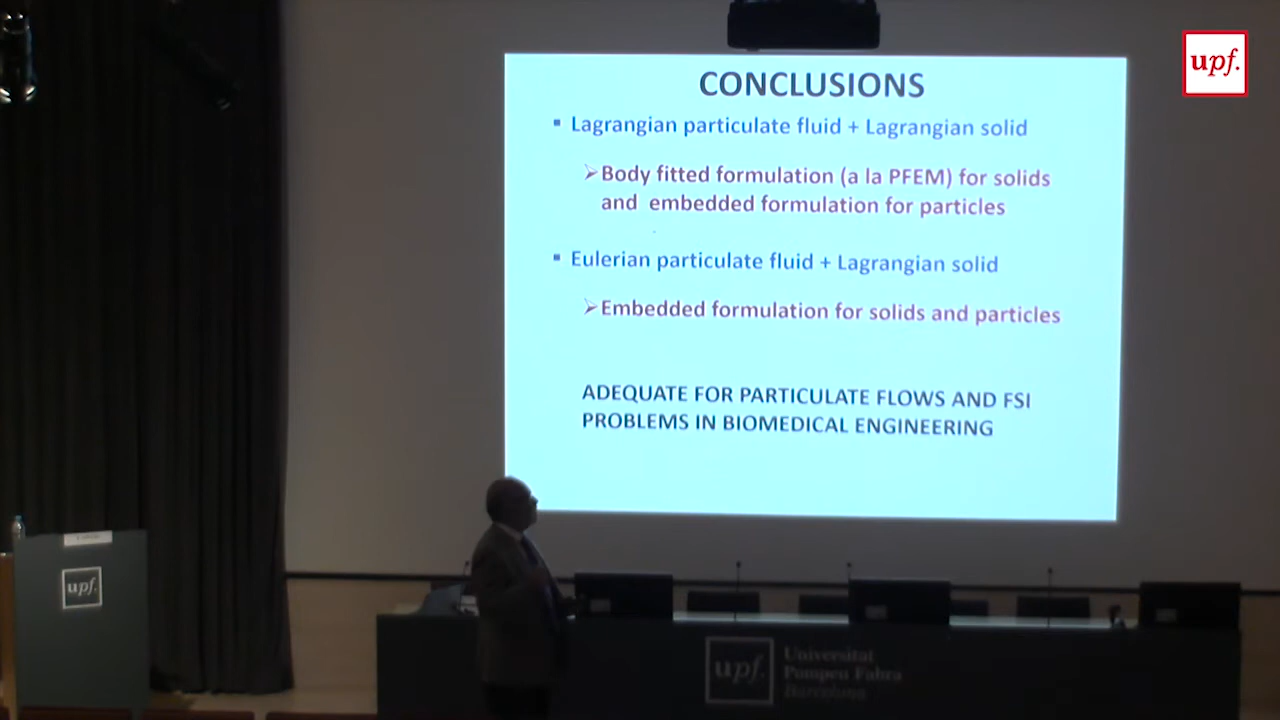 upf.
CONCLUSIONS
▪ Lagrangian particulate fluid + Lagrangian solid
➢Body fitted formulation (a la PFEM) for solids
and embedded formulation for particles
▪ Eulerian particulate fluid + Lagrangian solid
➢Embedded formulation for solids and particles
ADEQUATE FOR PARTICULATE FLOWS AND FSI
PROBLEMS IN BIOMEDICAL ENGINEERING
upf.
upf.
Universitat
Pompeu Fabra
Barcelona